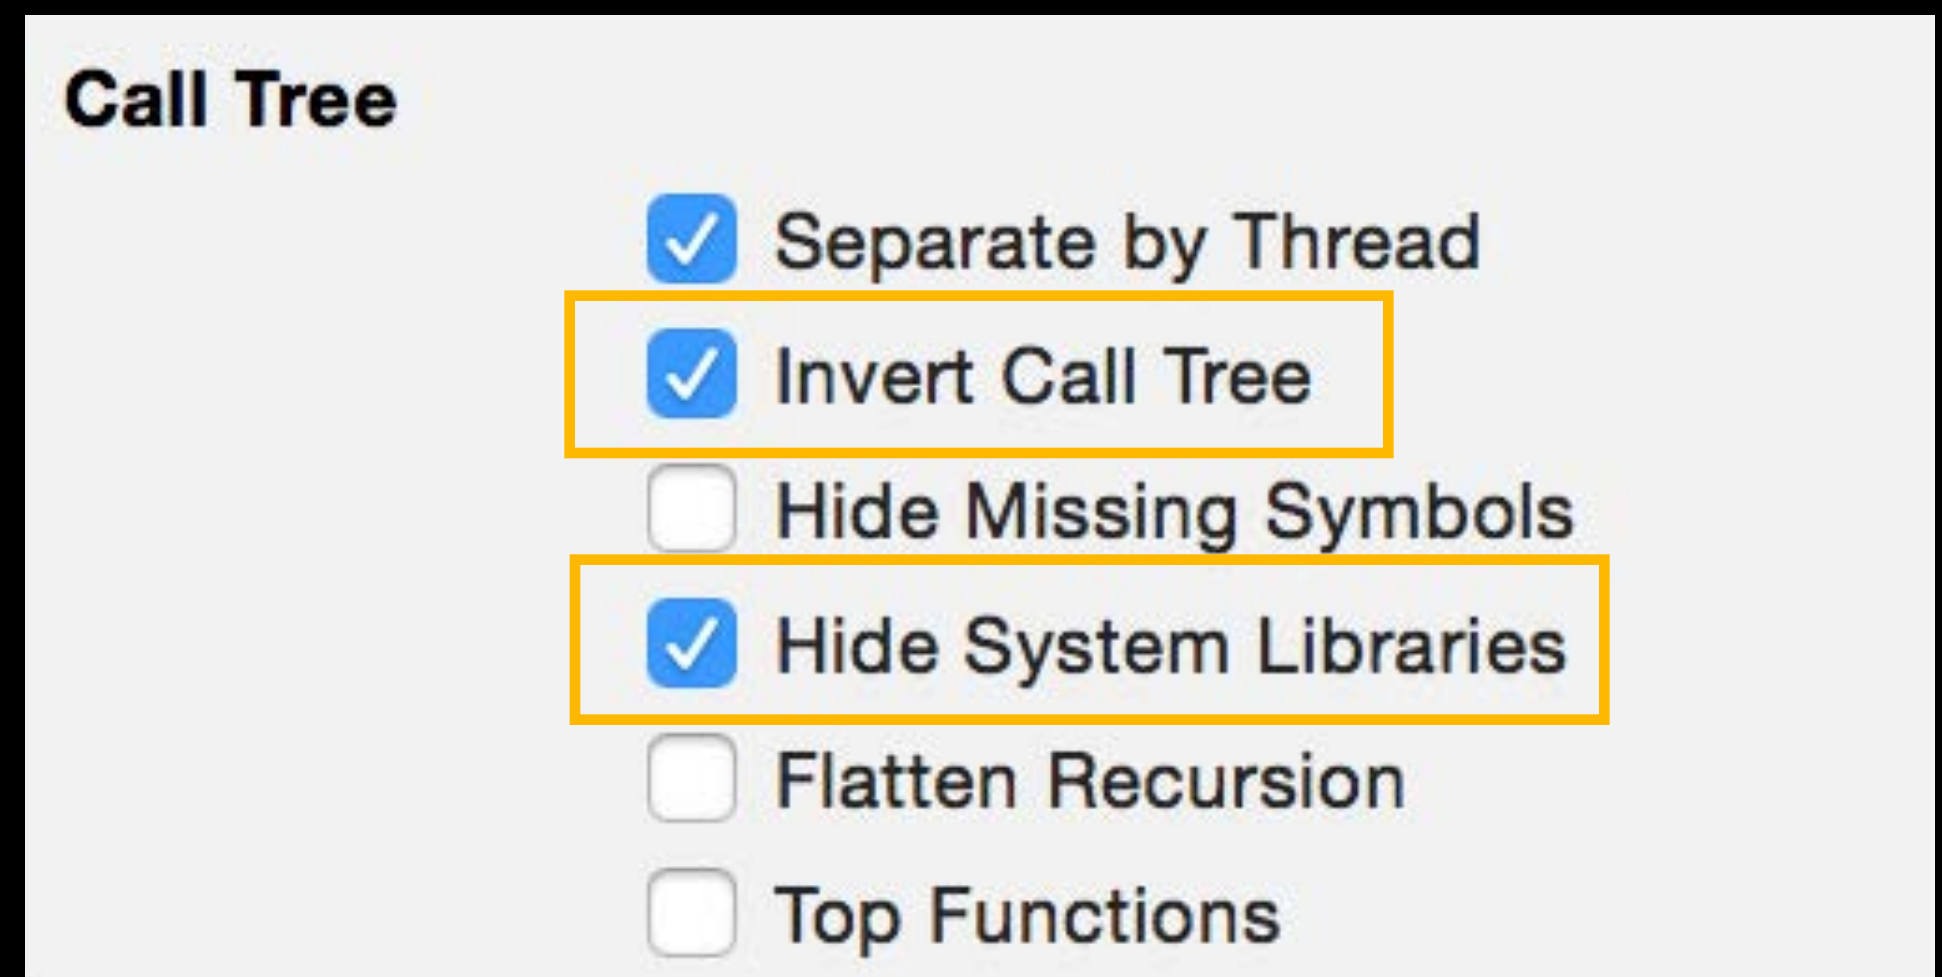 Call Tree
Separate by Thread
Invert Call Tree
Hide Missing Symbols
Hide System Libraries
Flatten Recursion
Top Functions